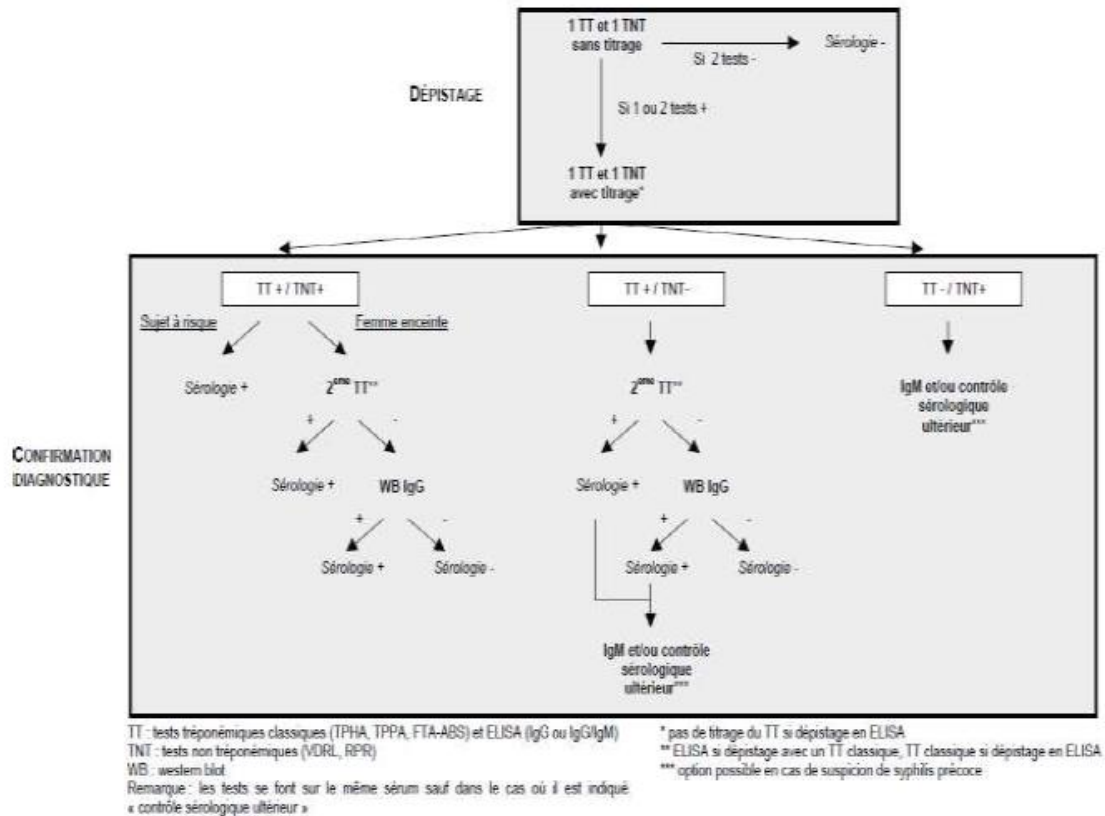 1 TT et 1 TNT
sans titrage
Si 2 tests -
Sérologie -
DÉPISTAGE
Si 1 ou 2 tests +
1 TT et 1 TNT
avec titrage*
TT + / TNT+
TT + / TNT-
TT - / TNT+
Sujet à risque
Femme enceinte
Sérologie +
2ème TT**
2ème TT**
IgM et/ou contrôle
sérologique
ultérieur***
+
-
+
-
CONFIRMATION
DIAGNOSTIQUE
Sérologie +
WB IgG
Sérologie +
WB IgG
+
-
+
-
Sérologie +
Sérologie -
Sérologie +
Sérologie -
IgM et/ou contrôle
sérologique
ultérieur***
TT : tests tréponémiques classiques (TPHA, TPPA, FTA-ABS) et ELISA (IgG ou IgG/IgM)
TNT : tests non tréponémiques (VDRL, RPR)
WB : western blot
Remarque : les tests se font sur le même sérum sauf dans le cas où il est indiqué
« contrôle sérologique ultérieur »
* pas de titrage du TT si dépistage en ELISA
** ELISA si dépistage avec un TT classique, TT classique si dépistage en ELISA
*** option possible en cas de suspicion de syphilis précoce